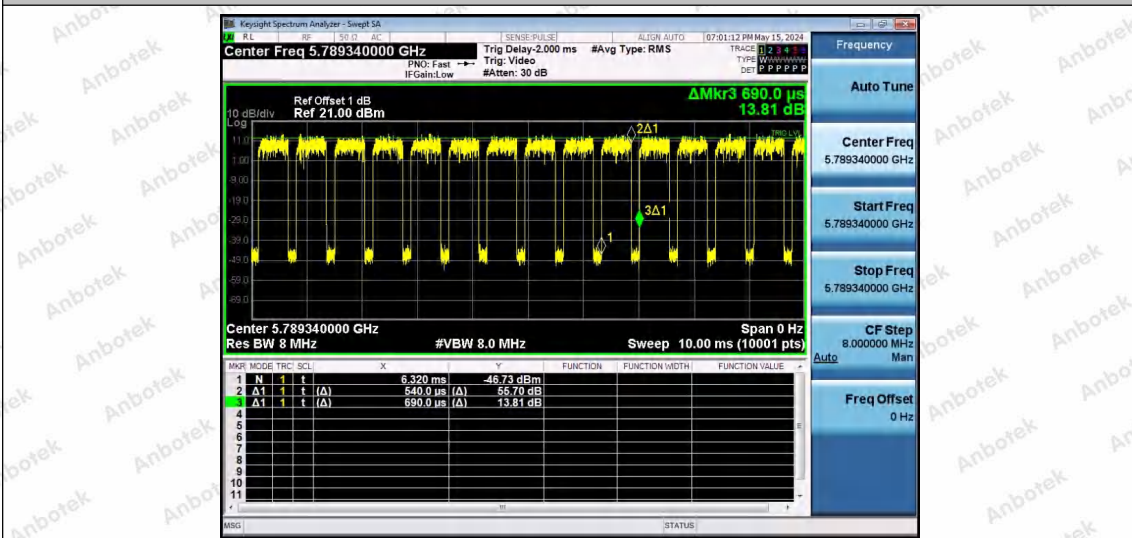 Keysight Spectrum Analyzer - Swept SA
RL RF 50 Ω AC SENSE:PULSE ALIGN AUTO 07:01:12 PM May 15, 2024
Center Freq 5.789340000 GHz
PNO: Fast
IFGain:Low
Trig Delay-2.000 ms
Trig: Video
#Atten: 30 dB
#Avg Type: RMS
TRACE 1 2 3 4 5 6
TYPE W
DET P P P P P P
Frequency
Auto Tune
Center Freq
5.789340000 GHz
Start Freq
5.789340000 GHz
Stop Freq
5.789340000 GHz
CF Step
8.000000 MHz
Auto Man
Freq Offset
0 Hz
ΔMkr3 690.0 µs
13.81 dB
Ref Offset 1 dB
10 dB/div Ref 21.00 dBm
Log
11.0
1.00
-9.00
-19.0
-29.0
-39.0
-49.0
-59.0
-69.0
2Δ1
TRIG LVL
3Δ1
1
Center 5.789340000 GHz Span 0 Hz
Res BW 8 MHz #VBW 8.0 MHz Sweep 10.00 ms (10001 pts)
MKR MODE TRC SCL X Y FUNCTION FUNCTION WIDTH FUNCTION VALUE
1 N 1 t 6.320 ms -46.73 dBm
2 Δ1 1 t (Δ) 540.0 µs (Δ) 55.70 dB
3 Δ1 1 t (Δ) 690.0 µs (Δ) 13.81 dB
4
5
6
7
8
9
10
11
MSG STATUS
Anbotek